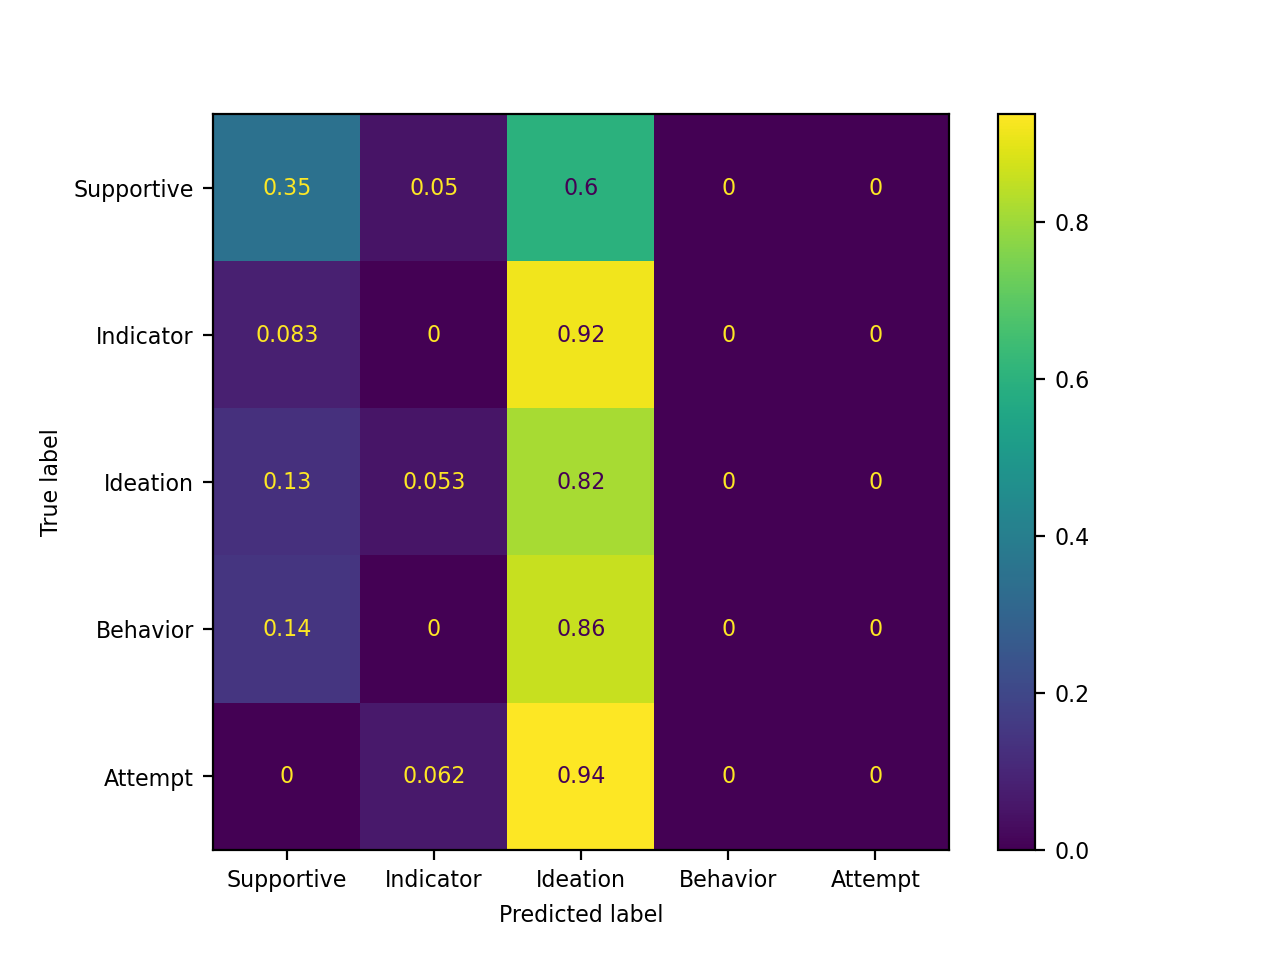 Supportive 0.35 0.05 0.6 0 0
0.8
Indicator 0.083 0 0.92 0 0
0.6
True label
Ideation 0.13 0.053 0.82 0 0
0.4
Behavior 0.14 0 0.86 0 0
0.2
Attempt 0 0.062 0.94 0 0
0.0
Supportive Indicator Ideation Behavior Attempt
Predicted label